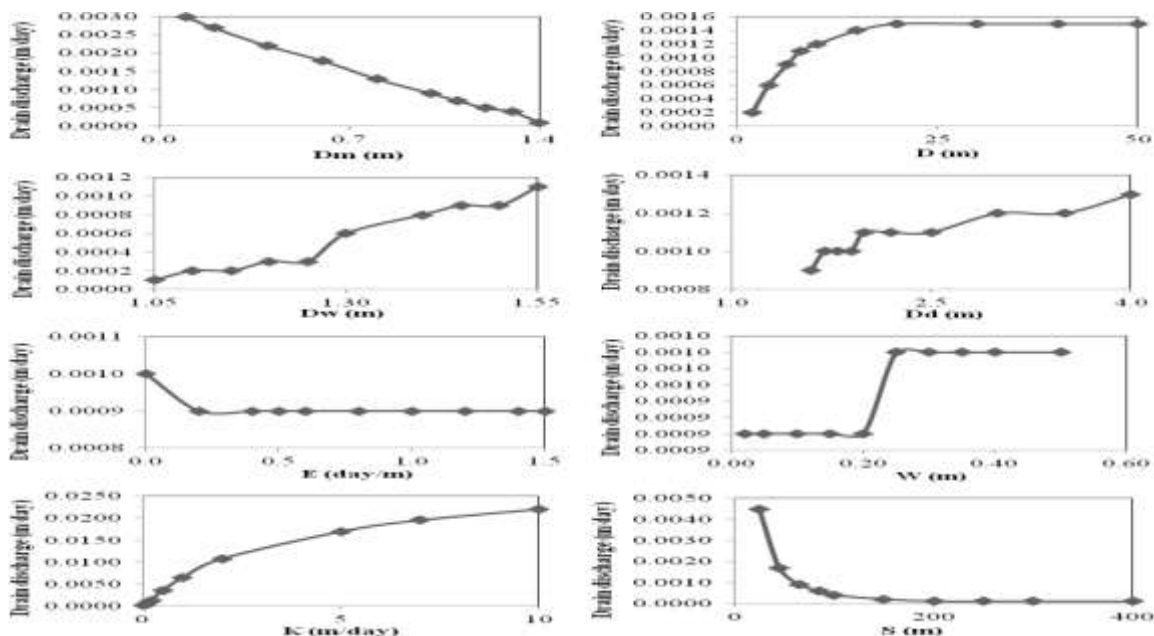 Drain discharge (m/day)
0.0030
0.0025
0.0020
0.0015
0.0010
0.0005
0.0000
0.0 0.7 1.4
Dm (m)
Drain discharge (m/day)
0.0016
0.0014
0.0012
0.0010
0.0008
0.0006
0.0004
0.0002
0.0000
0 25 50
D (m)
Drain discharge (m/day)
0.0012
0.0010
0.0008
0.0006
0.0004
0.0002
0.0000
1.05 1.30 1.55
Dw (m)
Drain discharge (m/day)
0.0014
0.0012
0.0010
0.0008
1.0 2.5 4.0
Dd (m)
Drain discharge (m/day)
0.0011
0.0010
0.0009
0.0008
0.0 0.5 1.0 1.5
E (day/m)
Drain discharge (m/day)
0.0010
0.0010
0.0010
0.0010
0.0009
0.0009
0.0009
0.00 0.20 0.40 0.60
W (m)
Drain discharge (m/day)
0.0250
0.0200
0.0150
0.0100
0.0050
0.0000
0 5 10
K (m/day)
Drain discharge (m/day)
0.0050
0.0040
0.0030
0.0020
0.0010
0.0000
0 200 400
S (m)